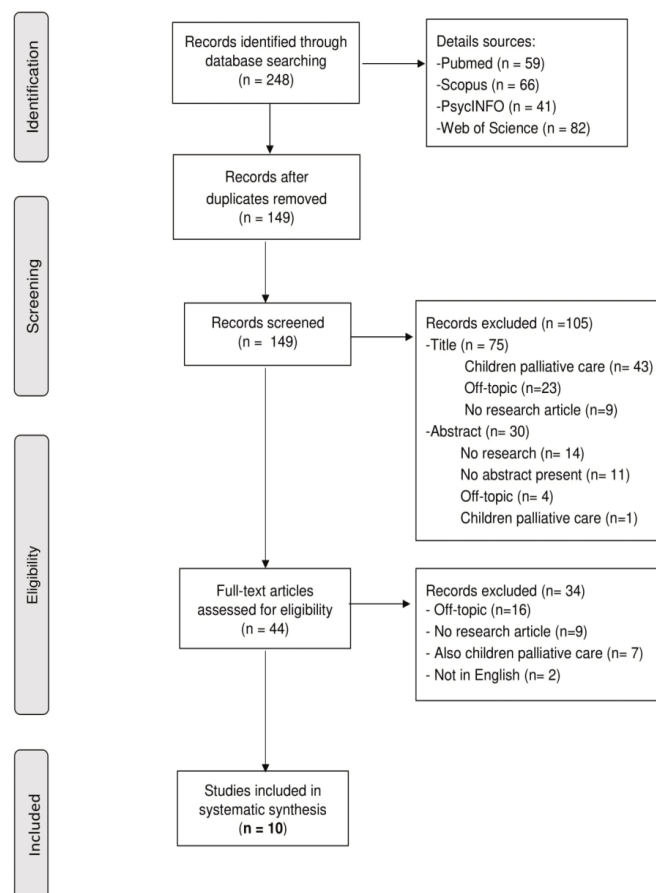 Identification
Records identified through
database searching
(n = 248)
Details sources:
-Pubmed (n = 59)
-Scopus (n = 66)
-PsycINFO (n = 41)
-Web of Science (n = 82)
Records after
duplicates removed
(n = 149)
Screening
Records screened
(n = 149)
Records excluded (n =105)
-Title (n = 75)
Children palliative care (n= 43)
Off-topic (n=23)
No research article (n=9)
-Abstract (n= 30)
No research (n= 14)
No abstract present (n= 11)
Off-topic (n= 4)
Children palliative care (n=1)
Eligibility
Full-text articles
assessed for eligibility
(n = 44)
Records excluded (n= 34)
- Off-topic (n=16)
- No research article (n=9)
- Also children palliative care (n= 7)
- Not in English (n= 2)
Included
Studies included in
systematic synthesis
(n = 10)